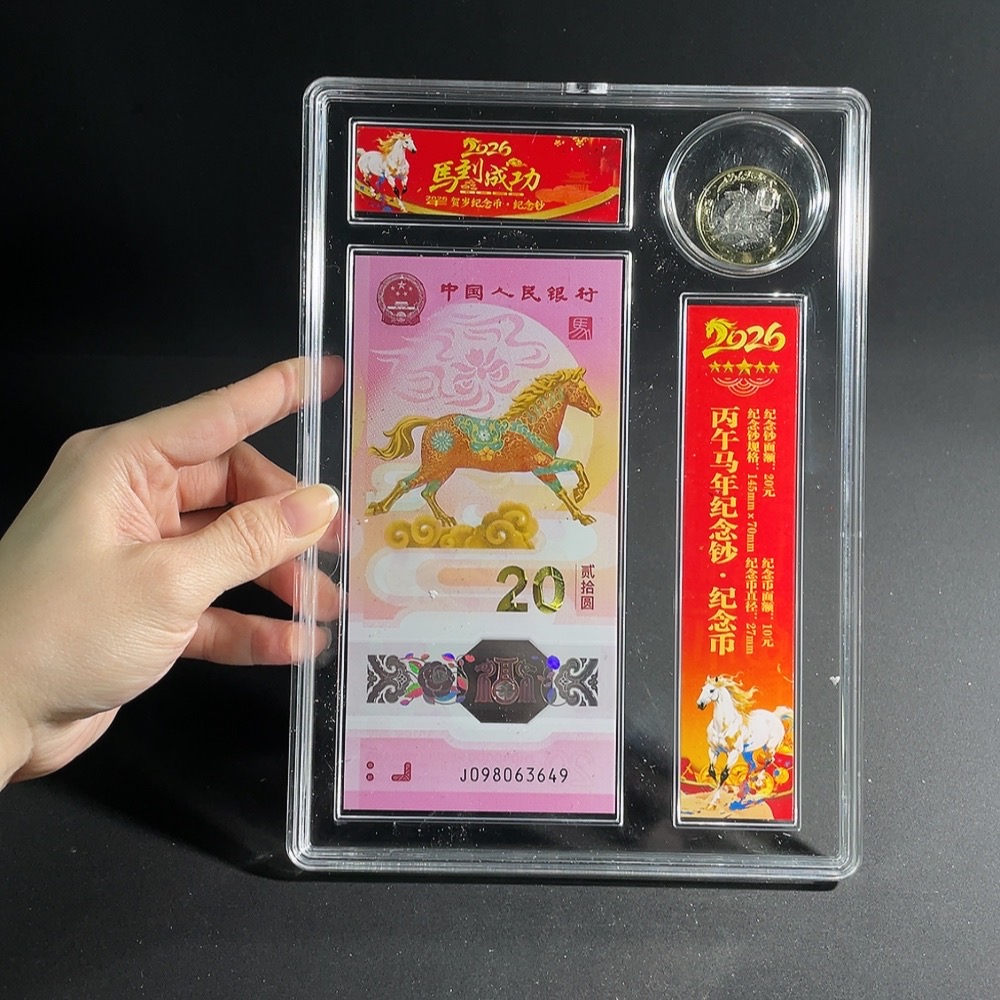 2026
馬到成功
2026 贺岁纪念币·纪念钞
中国人民银行
馬
20
贰拾圆
J098063649
2026
丙午马年纪念钞·纪念币
纪念钞面额：20元
纪念钞规格：145mm x 70mm
纪念币面额：10元
纪念币直径：27mm